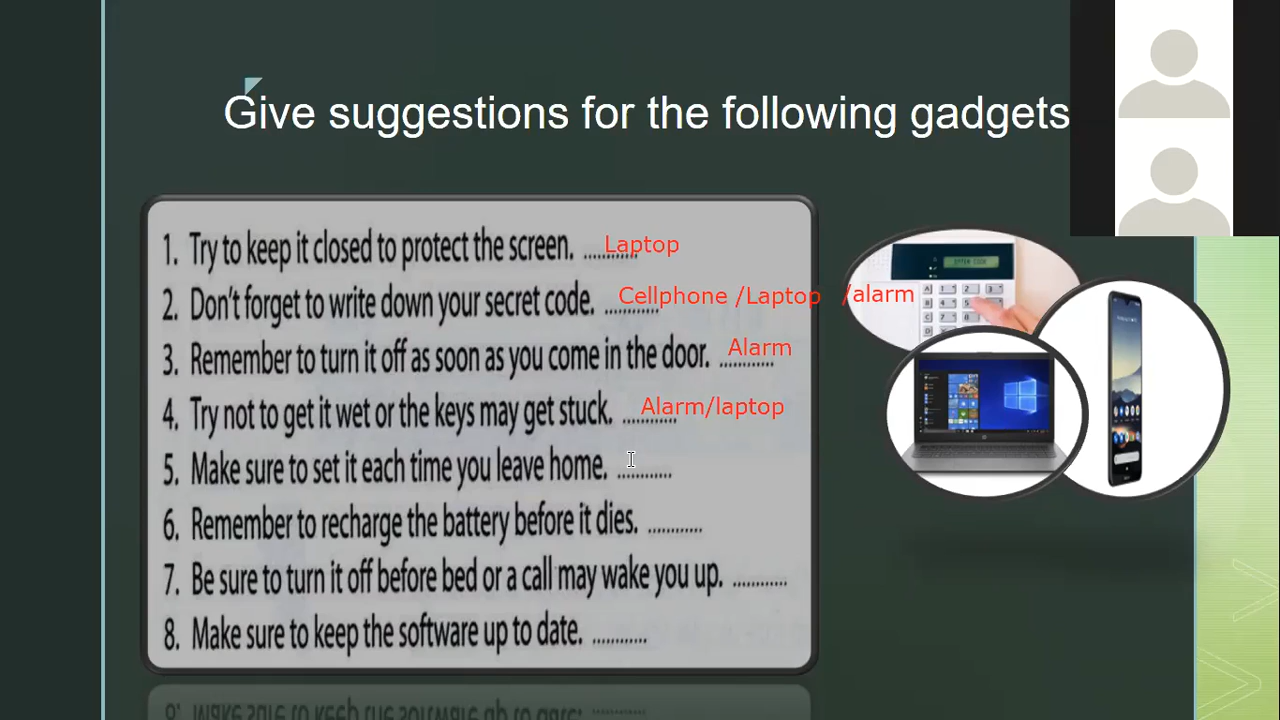 Give suggestions for the following gadgets
1. Try to keep it closed to protect the screen. ............ Laptop
2. Don't forget to write down your secret code. ............ Cellphone /Laptop /alarm
3. Remember to turn it off as soon as you come in the door. ............ Alarm
4. Try not to get it wet or the keys may get stuck. ............ Alarm/laptop
5. Make sure to set it each time you leave home. ............
6. Remember to recharge the battery before it dies. ............
7. Be sure to turn it off before bed or a call may wake you up. ............
8. Make sure to keep the software up to date. ............